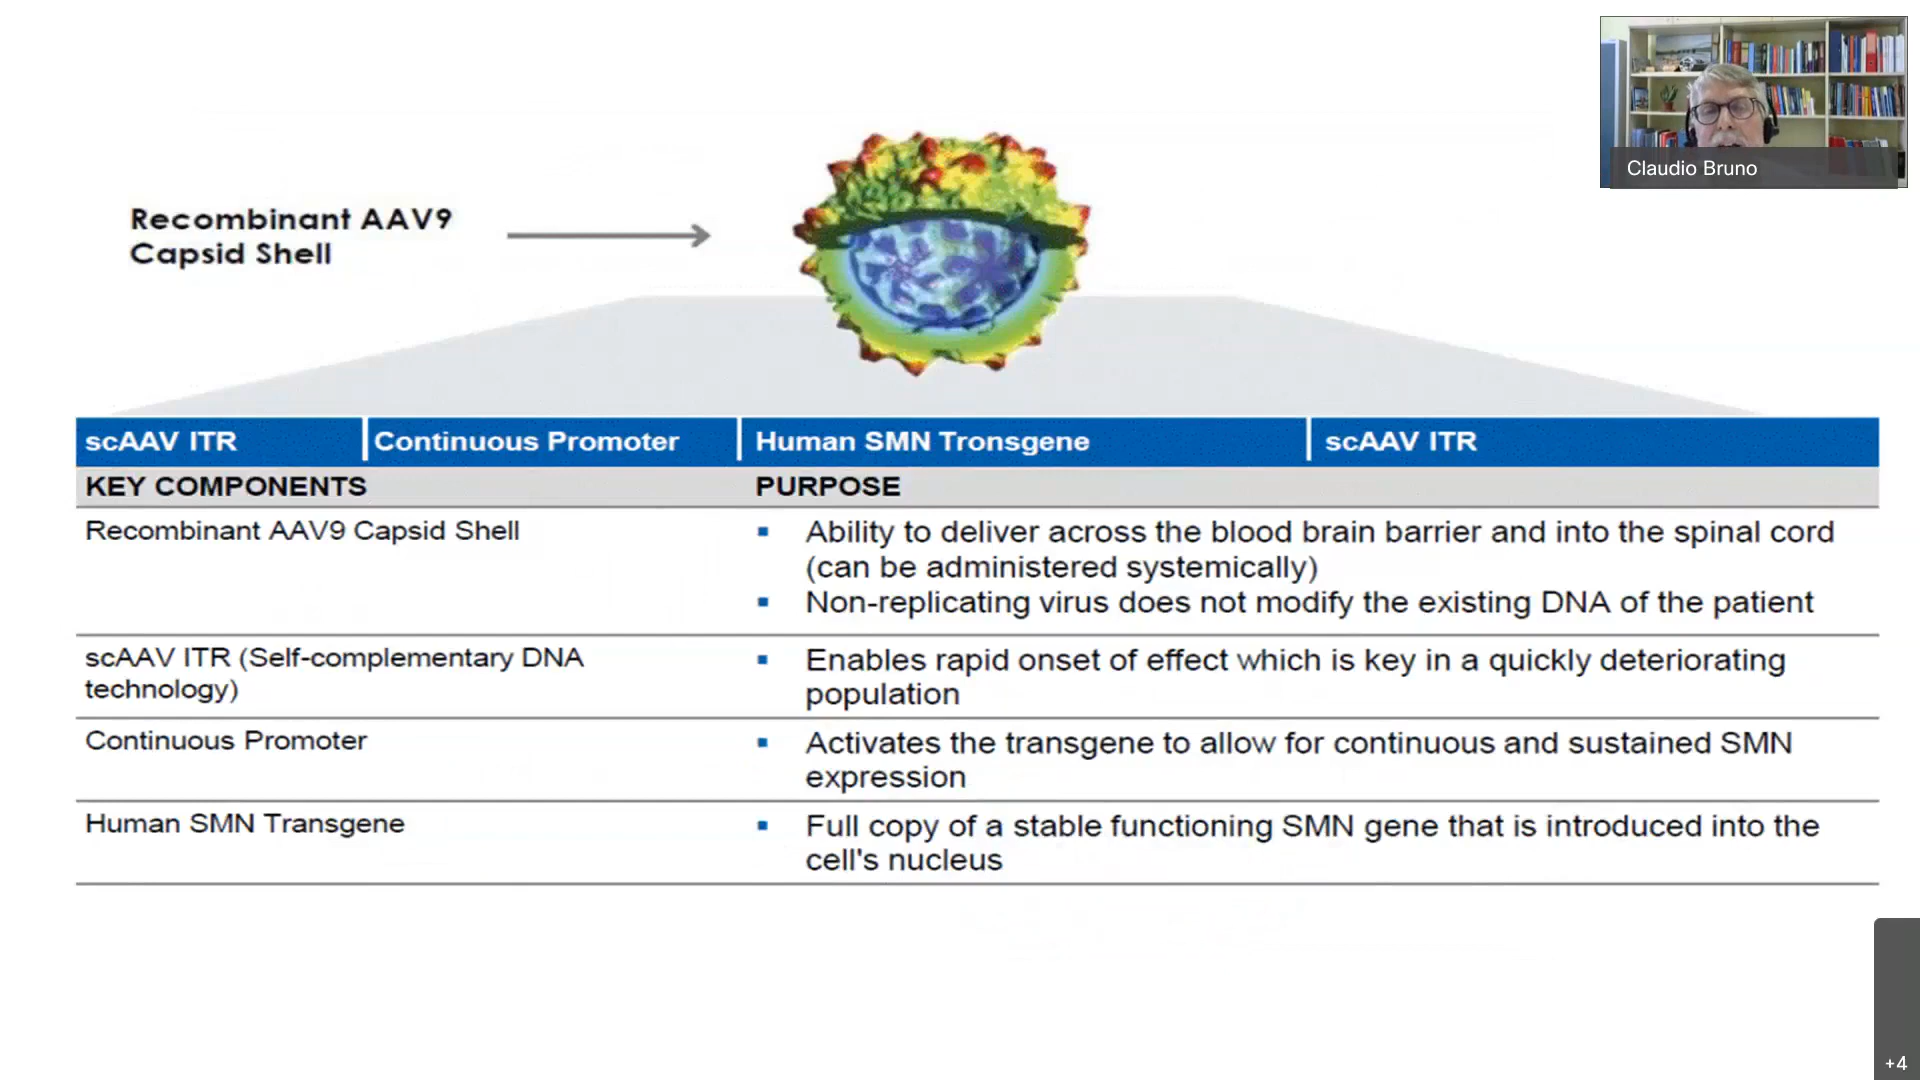 Claudio Bruno
Recombinant AAV9
Capsid Shell
scAAV ITR
Continuous Promoter
Human SMN Tronsgene
scAAV ITR
KEY COMPONENTS
PURPOSE
Recombinant AAV9 Capsid Shell
▪ Ability to deliver across the blood brain barrier and into the spinal cord
(can be administered systemically)
▪ Non-replicating virus does not modify the existing DNA of the patient
scAAV ITR (Self-complementary DNA
technology)
▪ Enables rapid onset of effect which is key in a quickly deteriorating
population
Continuous Promoter
▪ Activates the transgene to allow for continuous and sustained SMN
expression
Human SMN Transgene
▪ Full copy of a stable functioning SMN gene that is introduced into the
cell's nucleus
+4